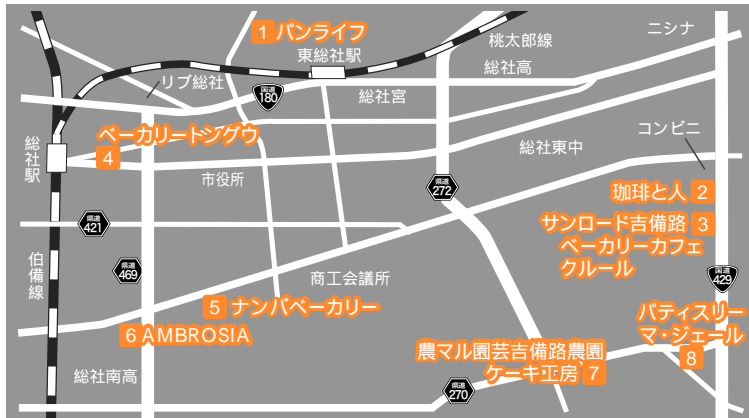 1 パンライフ
東総社駅
桃太郎線
ニシナ
リブ総社
国道
180
総社宮
総社高
ベーカリートングウ
4
総社駅
市役所
総社東中
コンビニ
県道
272
珈琲と人 2
サンロード吉備路 3
ベーカリーカフェ
クルール
県道
421
伯備線
県道
469
商工会議所
国道
429
5 ナンバベーカリー
6 AMBROSIA
パティスリー
マ・ジェール
8
農マル園芸吉備路農園
ケーキ工房 7
総社南高
県道
270